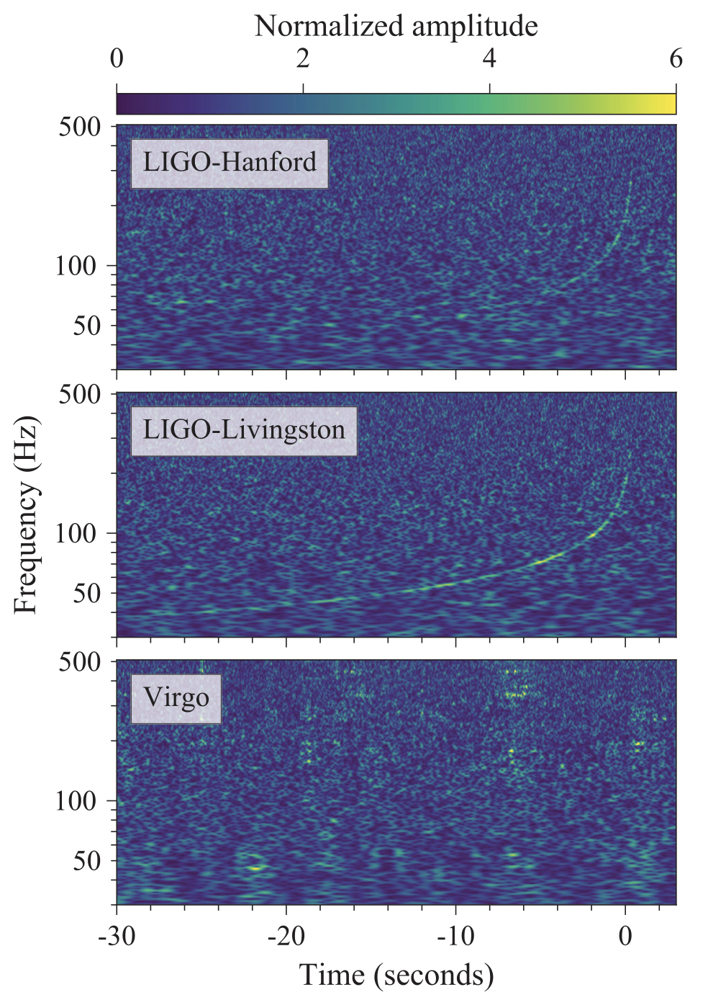 Normalized amplitude
0 2 4 6
500
LIGO-Hanford
100
50
500
LIGO-Livingston
100
50
Frequency (Hz)
500
Virgo
100
50
-30 -20 -10 0
Time (seconds)